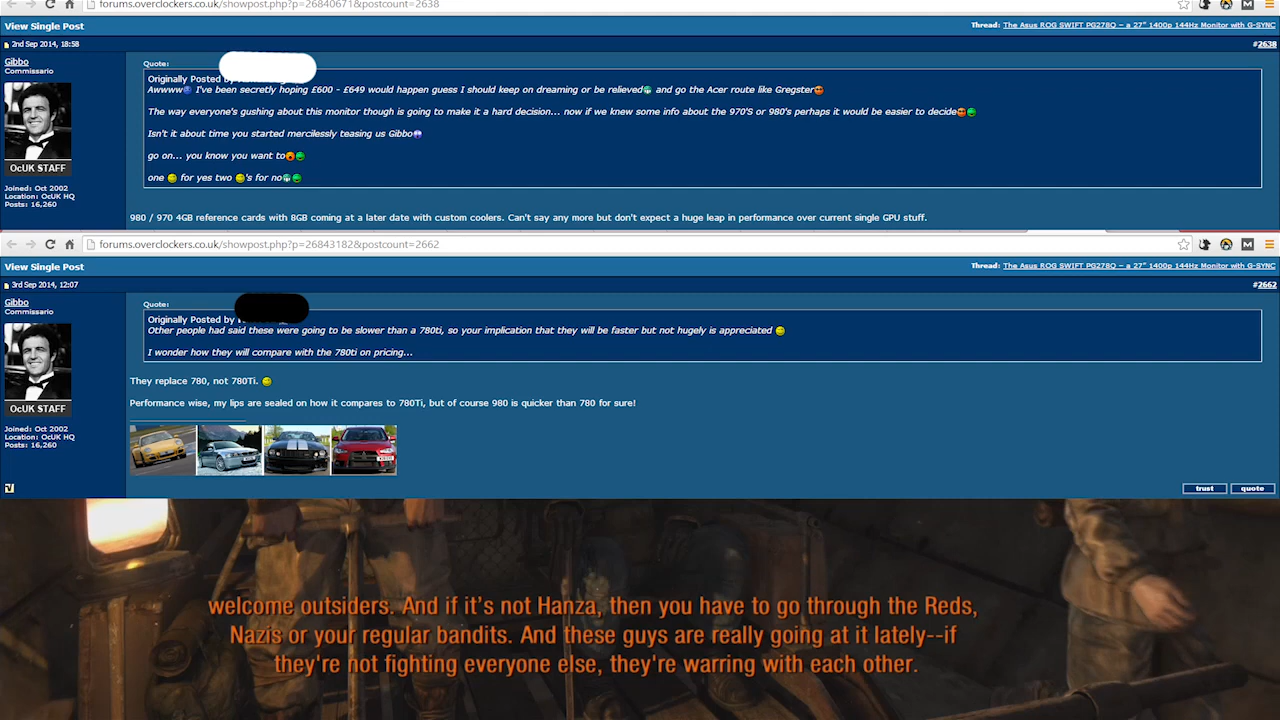 forums.overclockers.co.uk/showpost.php?p=26840671&postcount=2638
View Single Post
Thread: The Asus ROG SWIFT PG278Q ~ a 27" 1400p 144Hz Monitor with G-SYNC
2nd Sep 2014, 18:58
#2638
Gibbo
Commissario
OcUK STAFF
Joined: Oct 2002
Location: OcUK HQ
Posts: 16,260
Quote:
Originally Posted by
Awwww I've been secretly hoping £600 - £649 would happen guess I should keep on dreaming or be relieved and go the Acer route like Gregster
The way everyone's gushing about this monitor though is going to make it a hard decision... now if we knew some info about the 970'S or 980's perhaps it would be easier to decide
Isn't it about time you started mercilessly teasing us Gibbo
go on... you know you want to
one for yes two 's for no
980 / 970 4GB reference cards with 8GB coming at a later date with custom coolers. Can't say any more but don't expect a huge leap in performance over current single GPU stuff.
forums.overclockers.co.uk/showpost.php?p=26843182&postcount=2662
View Single Post
Thread: The Asus ROG SWIFT PG278Q ~ a 27" 1400p 144Hz Monitor with G-SYNC
3rd Sep 2014, 12:07
#2662
Gibbo
Commissario
OcUK STAFF
Joined: Oct 2002
Location: OcUK HQ
Posts: 16,260
Quote:
Originally Posted by
Other people had said these were going to be slower than a 780ti, so your implication that they will be faster but not hugely is appreciated
I wonder how they will compare with the 780ti on pricing...
They replace 780, not 780Ti.
Performance wise, my lips are sealed on how it compares to 780Ti, but of course 980 is quicker than 780 for sure!
trust
quote
welcome outsiders. And if it's not Hanza, then you have to go through the Reds,
Nazis or your regular bandits. And these guys are really going at it lately--if
they're not fighting everyone else, they're warring with each other.